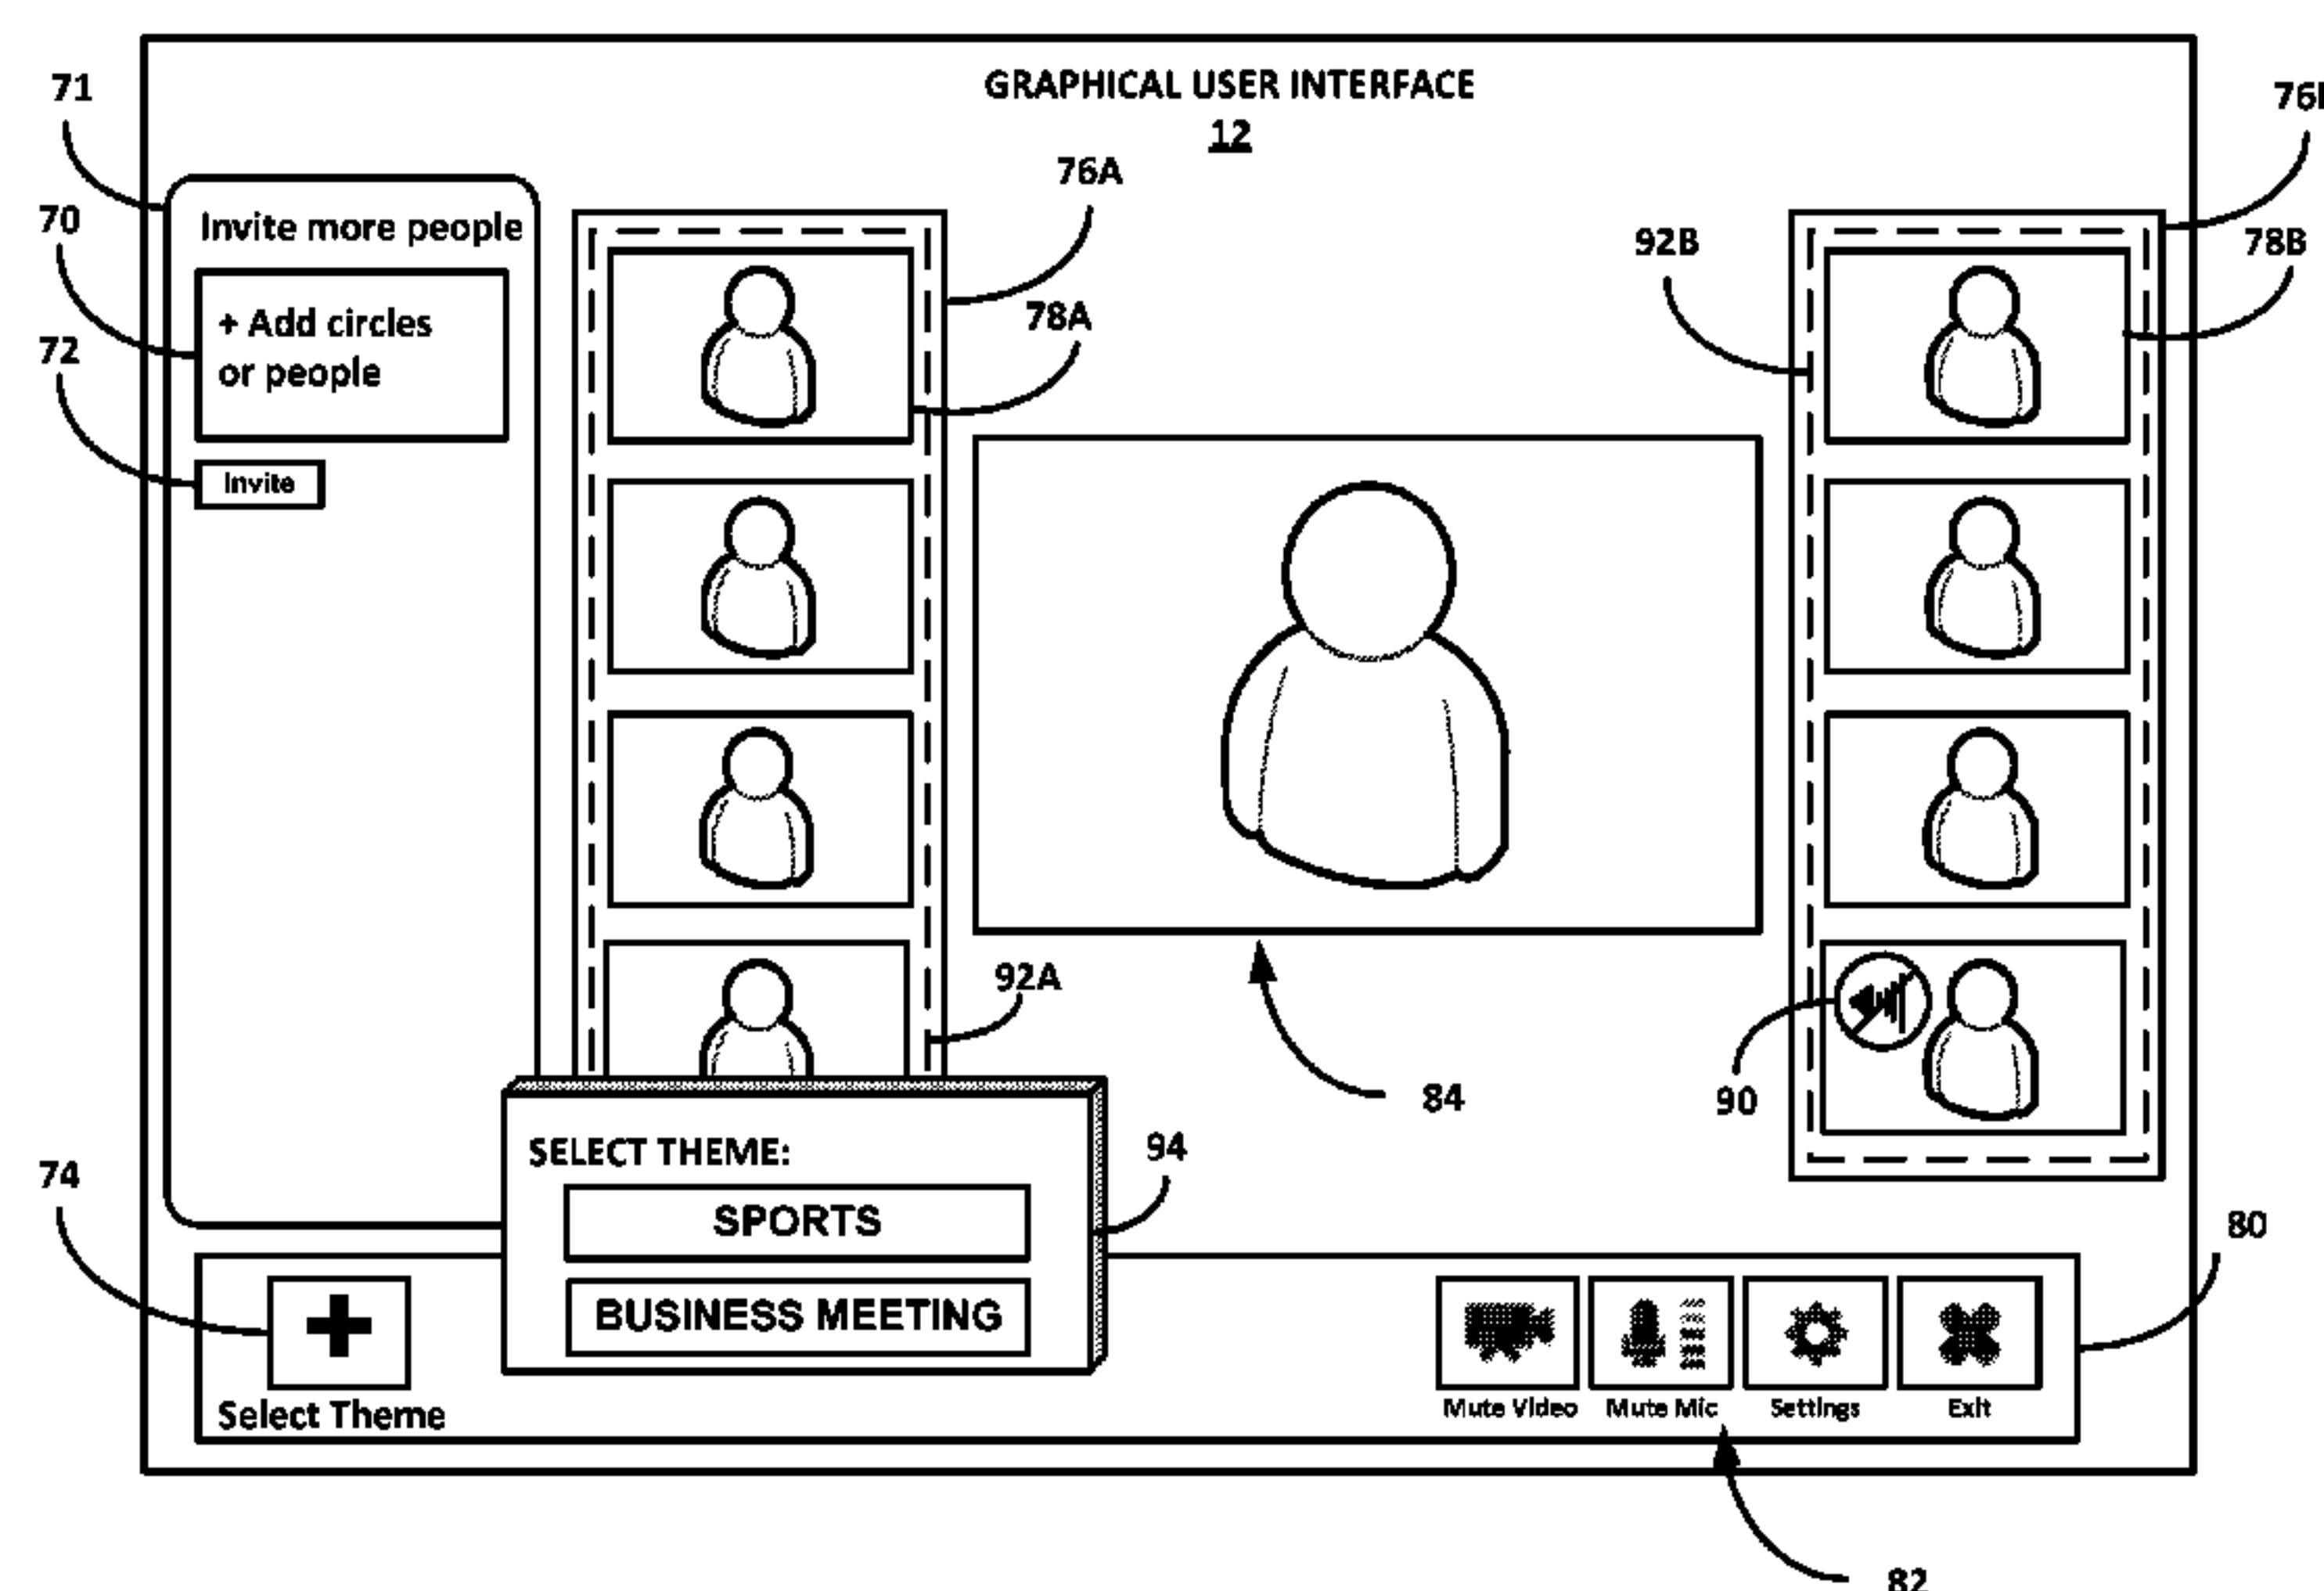 GRAPHICAL USER INTERFACE
12
71
76A
70
Invite more people
92B
78B
+ Add circles
or people
78A
72
Invite
92A
90
84
SELECT THEME:
94
74
SPORTS
80
BUSINESS MEETING
Select Theme
Mute Video
Mute Mic
Settings
Exit
82